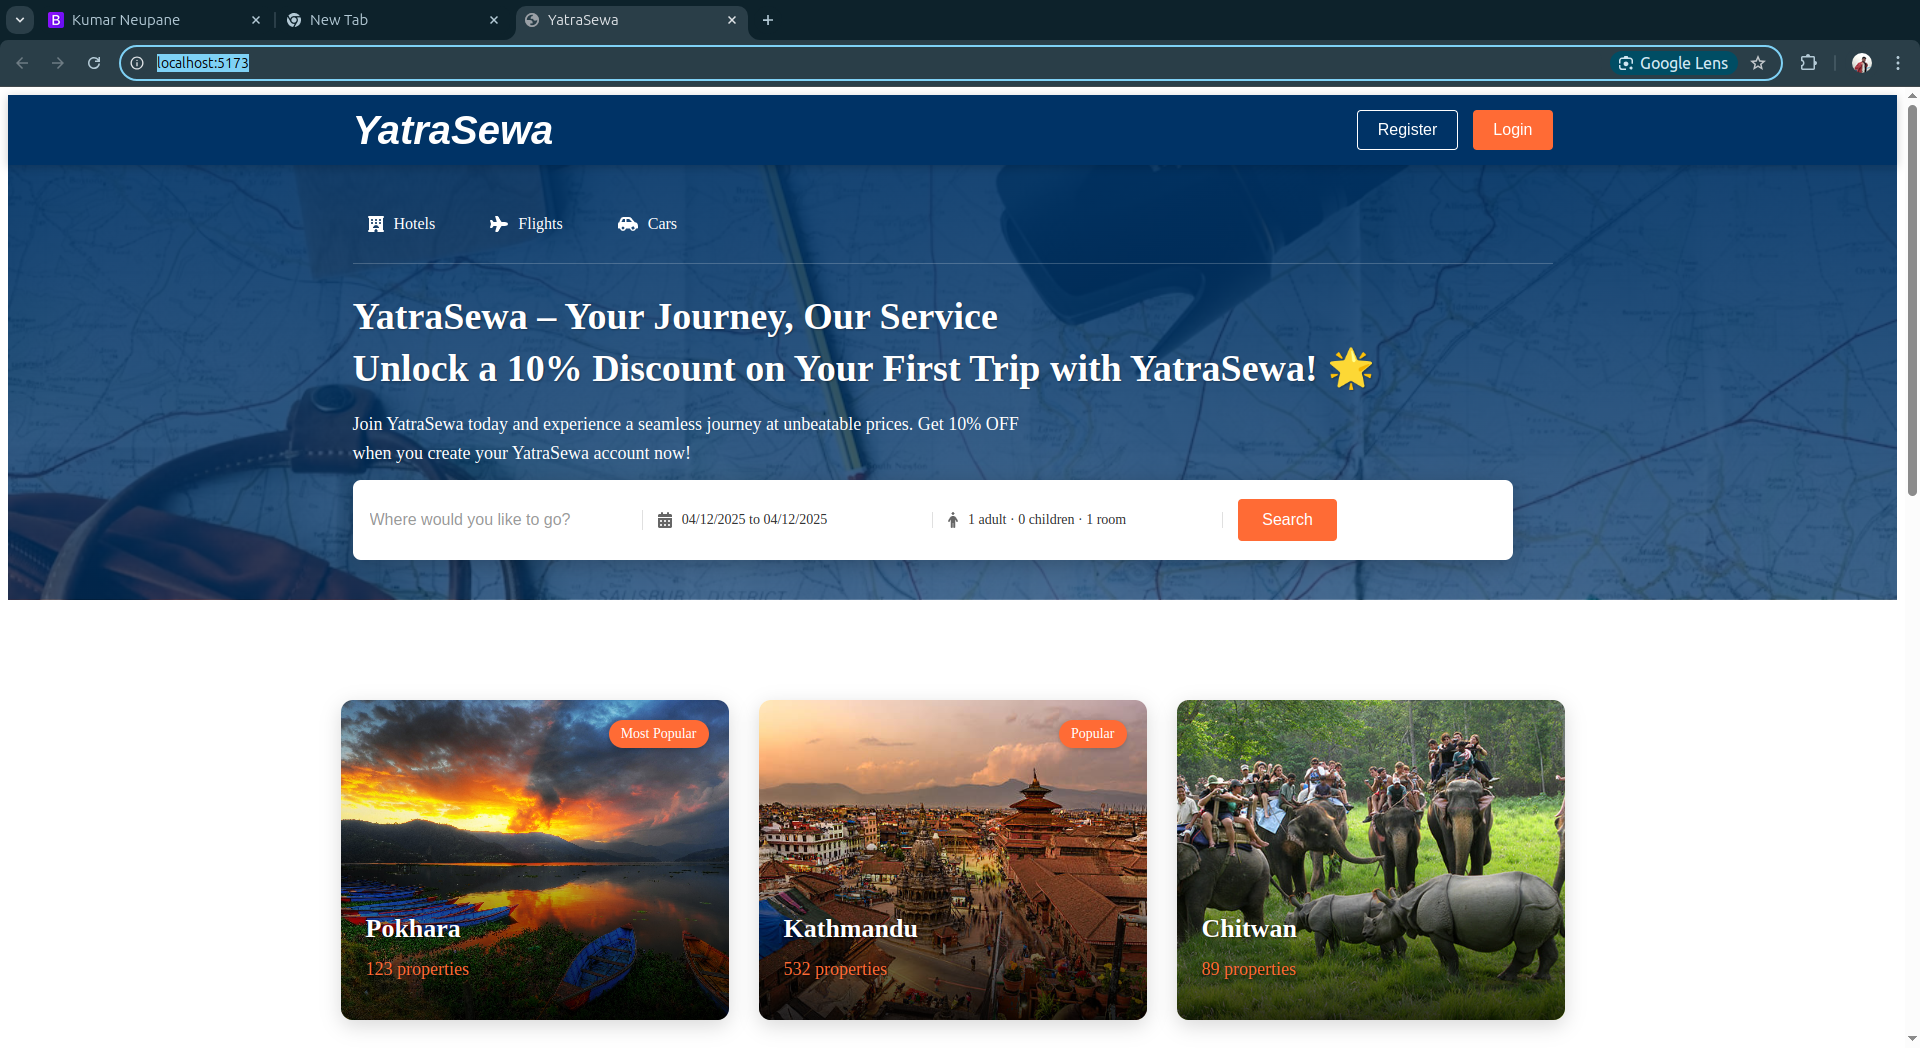 Kumar Neupane
New Tab
YatraSewa
localhost:5173
Google Lens
YatraSewa
Register
Login
Hotels
Flights
Cars
YatraSewa – Your Journey, Our Service
Unlock a 10% Discount on Your First Trip with YatraSewa! 🌟
Join YatraSewa today and experience a seamless journey at unbeatable prices. Get 10% OFF
when you create your YatraSewa account now!
Where would you like to go?
04/12/2025 to 04/12/2025
1 adult · 0 children · 1 room
Search
SALISBURY DISTRICT
Most Popular
Pokhara
123 properties
Popular
Kathmandu
532 properties
Chitwan
89 properties